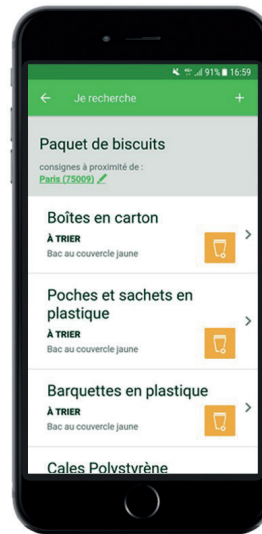 91% 16:59
← Je recherche +
Paquet de biscuits
consignes à proximité de :
Paris (75009)
Boîtes en carton
À TRIER
Bac au couvercle jaune
Poches et sachets en
plastique
À TRIER
Bac au couvercle jaune
Barquettes en plastique
À TRIER
Bac au couvercle jaune
Cales Polystyrène